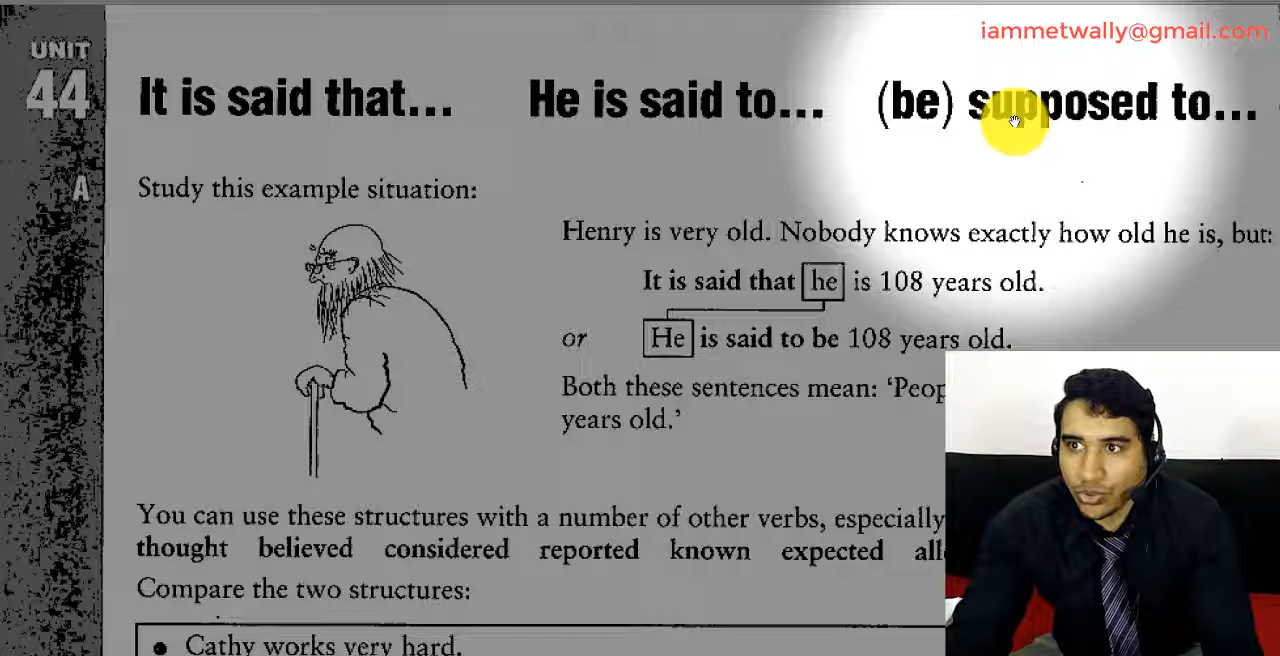 iammetwally@gmail.com
UNIT
44
It is said that... He is said to... (be) supposed to...
A
Study this example situation:
Henry is very old. Nobody knows exactly how old he is, but:
It is said that he is 108 years old.
or He is said to be 108 years old.
Both these sentences mean: ‘Peop
years old.’
You can use these structures with a number of other verbs, especially
thought believed considered reported known expected all
Compare the two structures:
• Cathy works very hard.